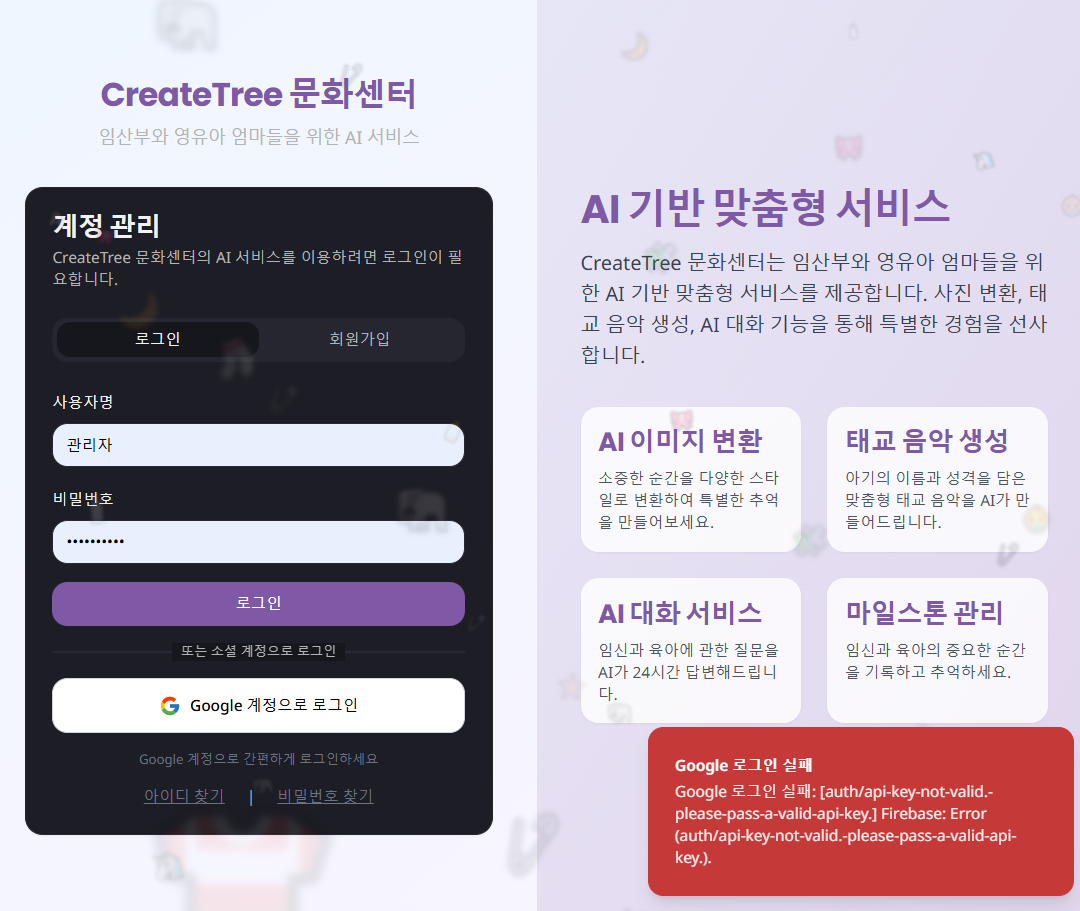 CreateTree 문화센터
임산부와 영유아 엄마들을 위한 AI 서비스
계정 관리
CreateTree 문화센터의 AI 서비스를 이용하려면 로그인이 필
요합니다.
로그인
회원가입
사용자명
관리자
비밀번호
••••••••••
로그인
또는 소셜 계정으로 로그인
Google 계정으로 로그인
Google 계정으로 간편하게 로그인하세요
아이디 찾기 | 비밀번호 찾기
AI 기반 맞춤형 서비스
CreateTree 문화센터는 임산부와 영유아 엄마들을 위
한 AI 기반 맞춤형 서비스를 제공합니다. 사진 변환, 태
교 음악 생성, AI 대화 기능을 통해 특별한 경험을 선사
합니다.
AI 이미지 변환
소중한 순간을 다양한 스타
일로 변환하여 특별한 추억
을 만들어보세요.
태교 음악 생성
아기의 이름과 성격을 담은
맞춤형 태교 음악을 AI가 만
들어드립니다.
AI 대화 서비스
임신과 육아에 관한 질문을
AI가 24시간 답변해드립니
다.
마일스톤 관리
임신과 육아의 중요한 순간
을 기록하고 추억하세요.
Google 로그인 실패
Google 로그인 실패: [auth/api-key-not-valid.-
please-pass-a-valid-api-key.] Firebase: Error
(auth/api-key-not-valid.-please-pass-a-valid-api-
key.).